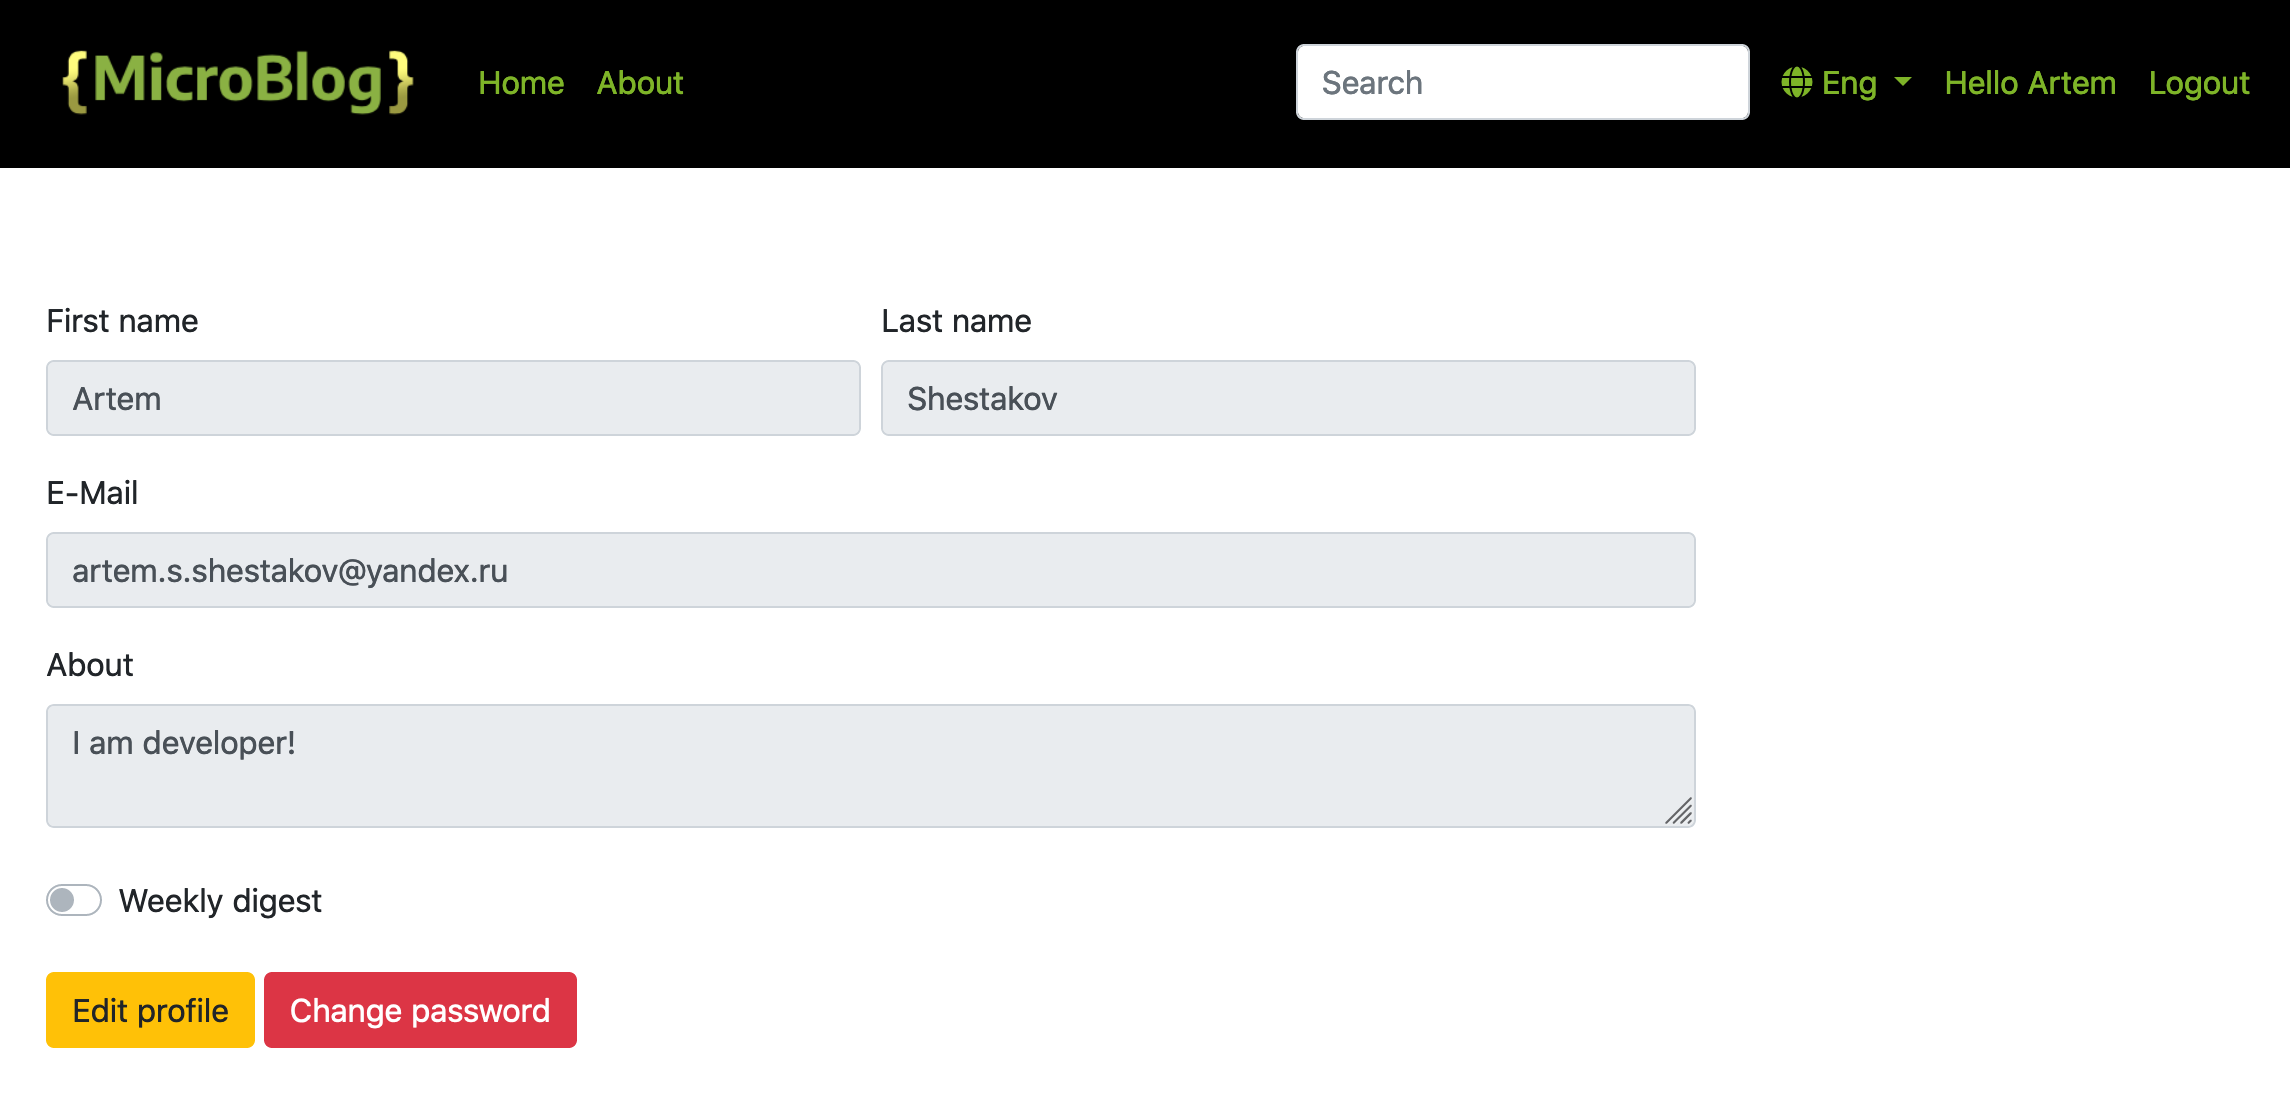 {MicroBlog} Home About Search Eng Hello Artem Logout
First name Last name
Artem Shestakov
E-Mail
artem.s.shestakov@yandex.ru
About
I am developer!
Weekly digest
Edit profile Change password